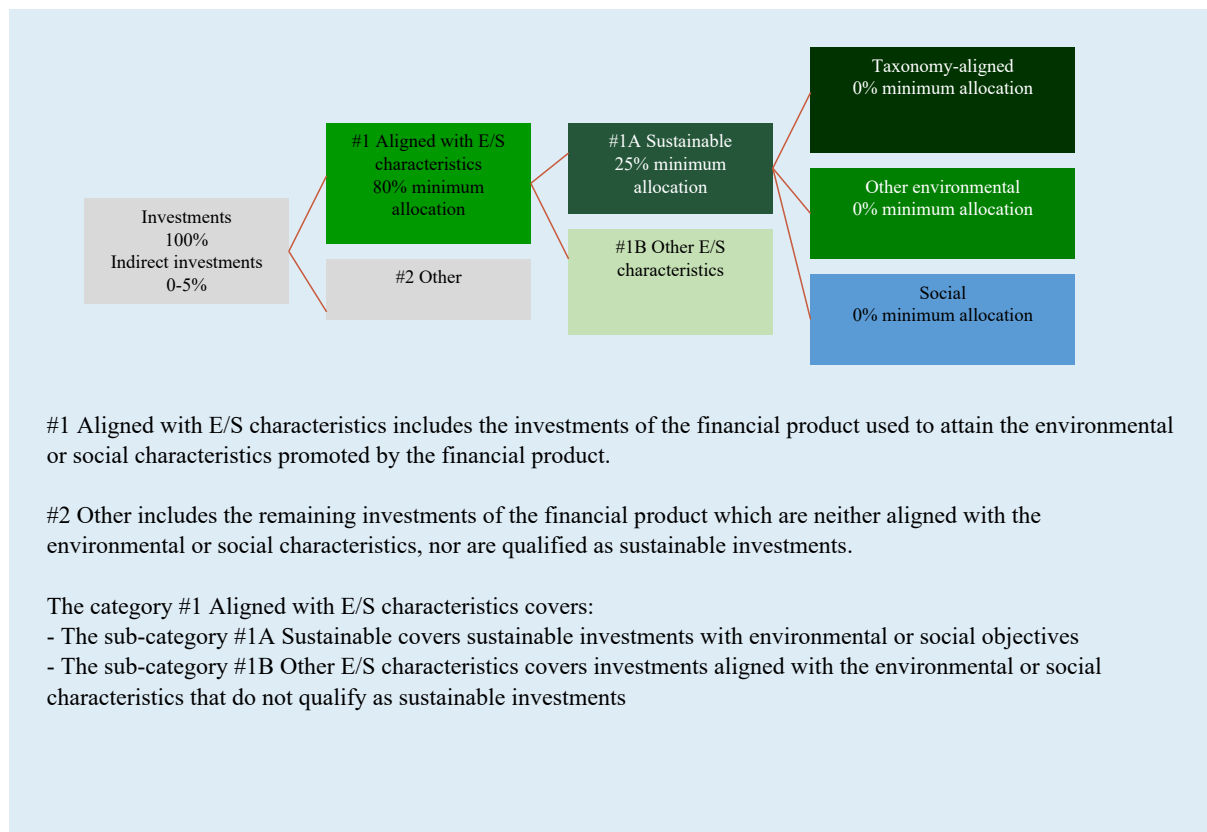 Taxonomy-aligned
0% minimum allocation
#1 Aligned with E/S
characteristics
80% minimum
allocation
#1A Sustainable
25% minimum
allocation
Other environmental
0% minimum allocation
Investments
100%
Indirect investments
0-5%
#1B Other E/S
characteristics
#2 Other
Social
0% minimum allocation
#1 Aligned with E/S characteristics includes the investments of the financial product used to attain the environmental
or social characteristics promoted by the financial product.
#2 Other includes the remaining investments of the financial product which are neither aligned with the
environmental or social characteristics, nor are qualified as sustainable investments.
The category #1 Aligned with E/S characteristics covers:
- The sub-category #1A Sustainable covers sustainable investments with environmental or social objectives
- The sub-category #1B Other E/S characteristics covers investments aligned with the environmental or social
characteristics that do not qualify as sustainable investments